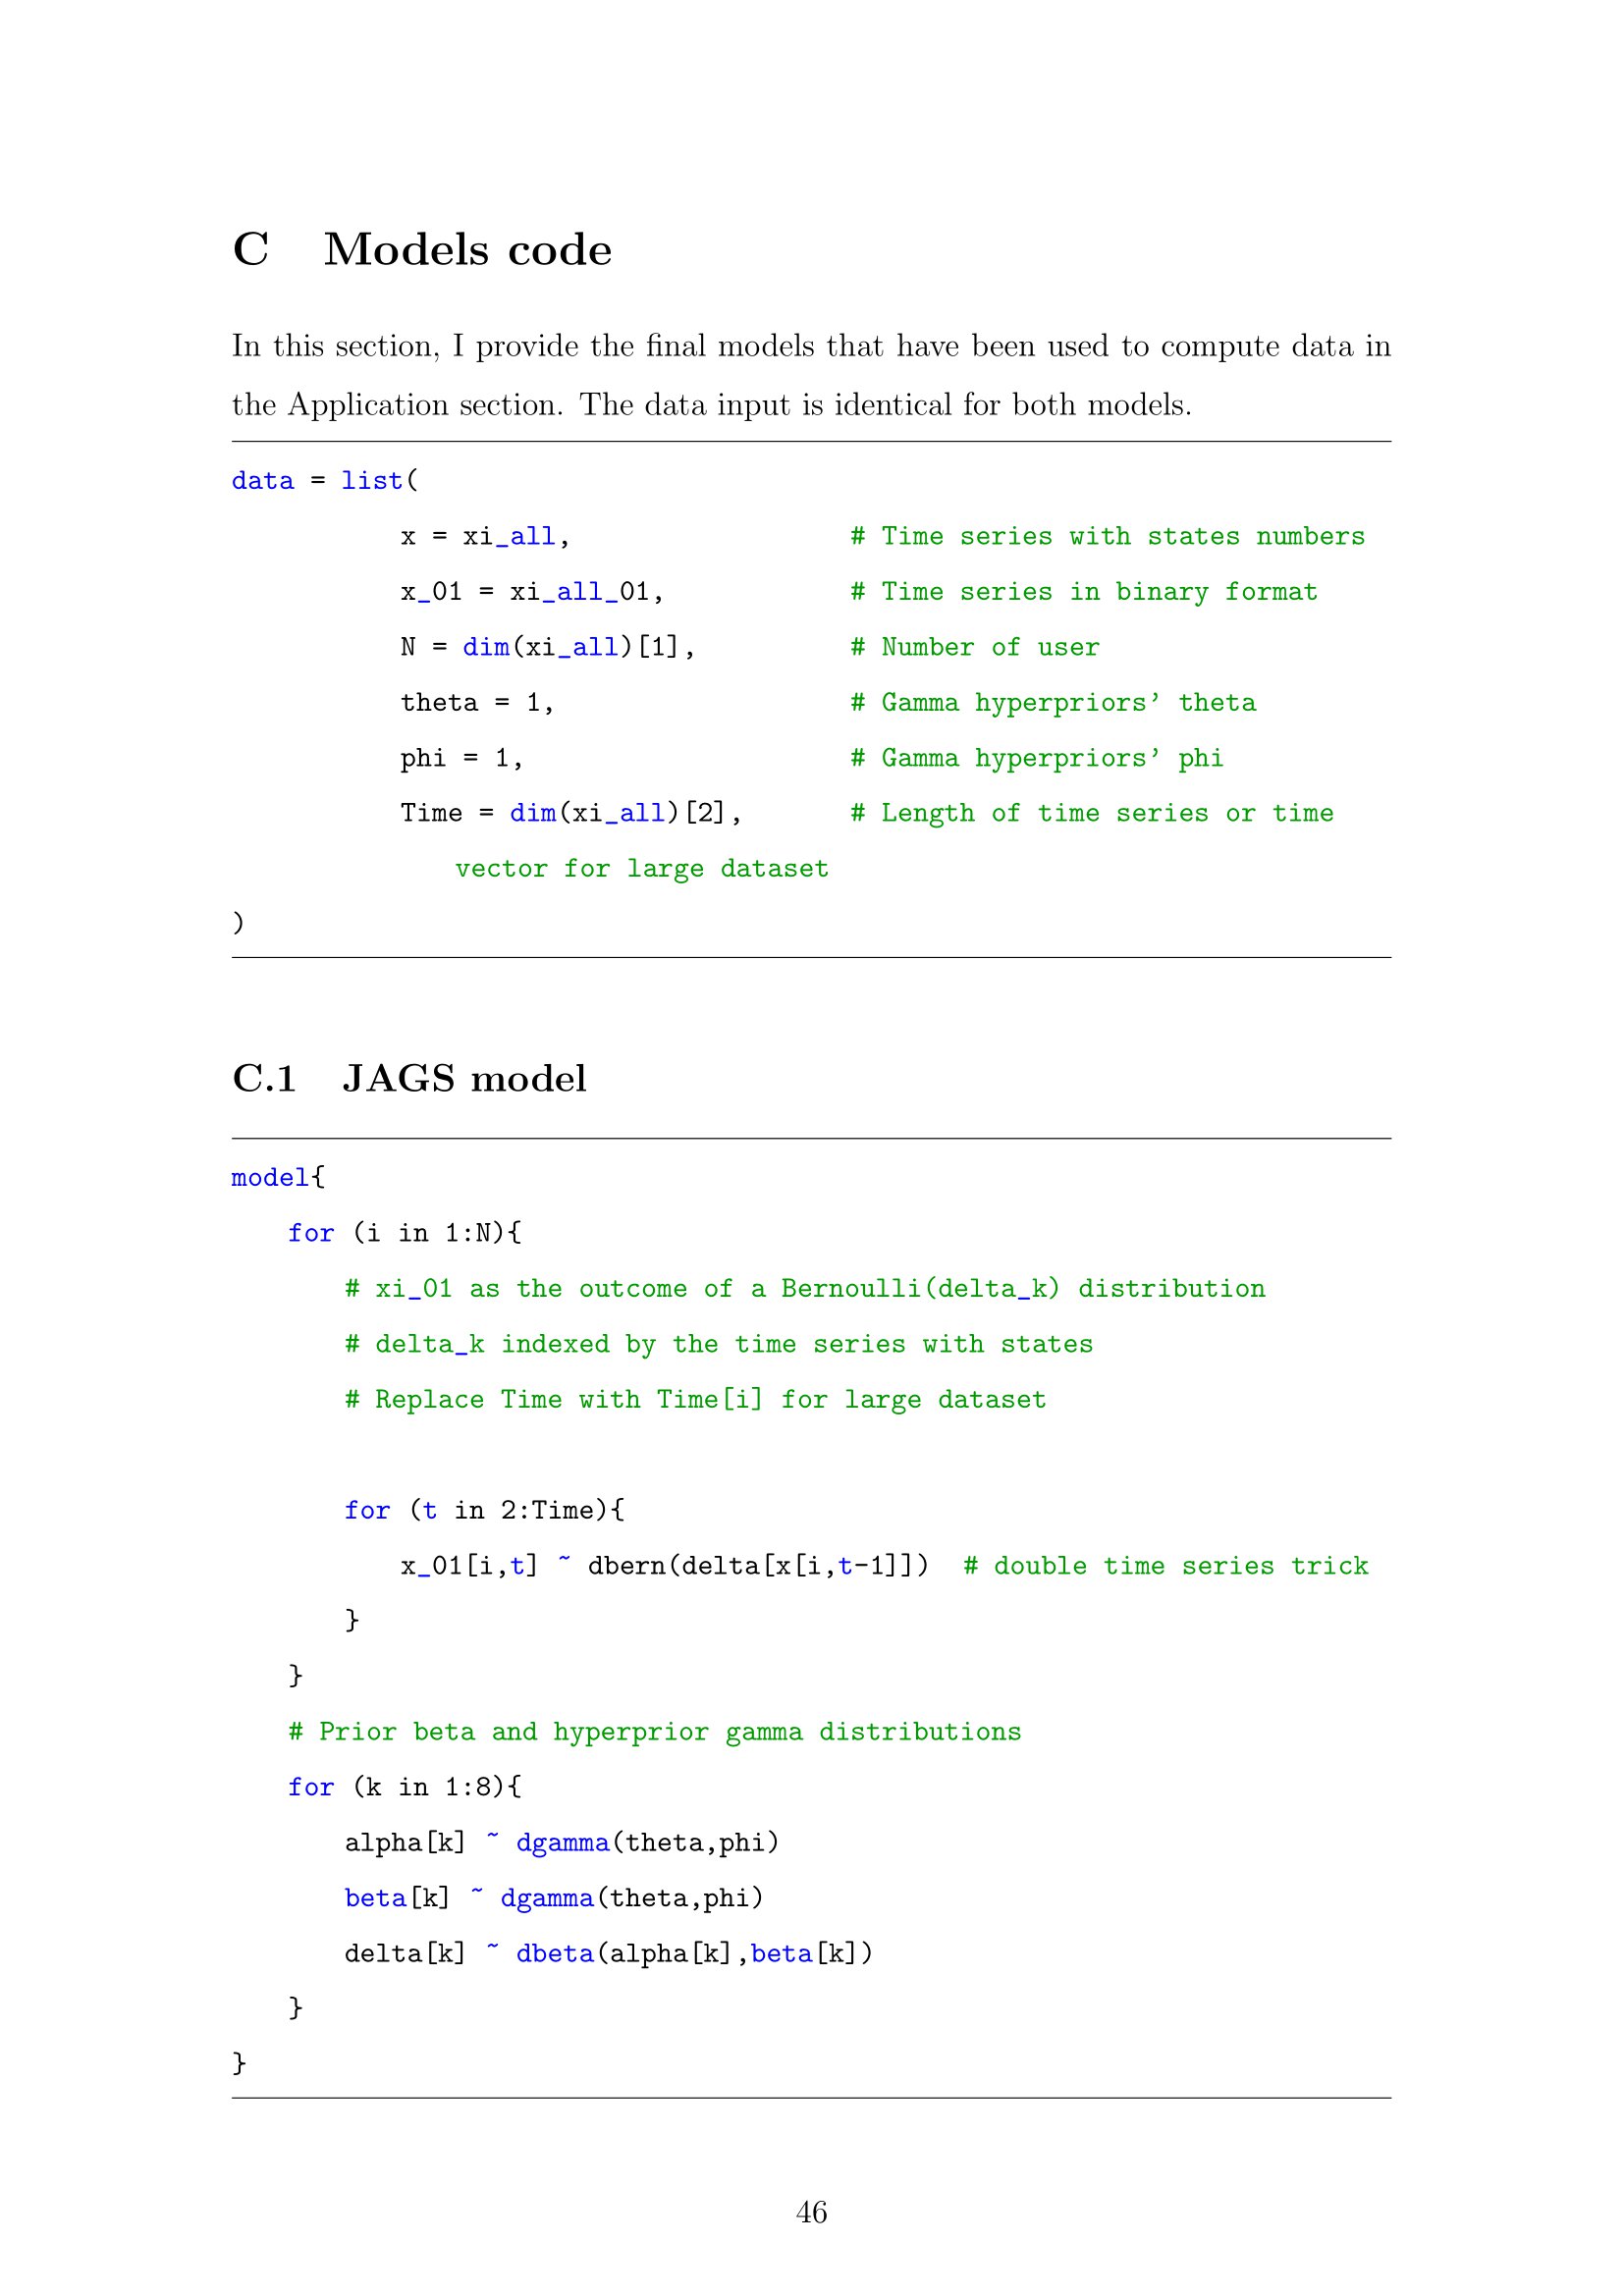 C Models code
In this section, I provide the final models that have been used to compute data in
the Application section. The data input is identical for both models.
data = list(
x = xi_all, # Time series with states numbers
x_01 = xi_all_01, # Time series in binary format
N = dim(xi_all)[1], # Number of user
theta = 1, # Gamma hyperpriors’ theta
phi = 1, # Gamma hyperpriors’ phi
Time = dim(xi_all)[2], # Length of time series or time
vector for large dataset
)
C.1 JAGS model
model{
for (i in 1:N){
# xi_01 as the outcome of a Bernoulli(delta_k) distribution
# delta_k indexed by the time series with states
# Replace Time with Time[i] for large dataset
for (t in 2:Time){
x_01[i,t] ~ dbern(delta[x[i,t-1]]) # double time series trick
}
}
# Prior beta and hyperprior gamma distributions
for (k in 1:8){
alpha[k] ~ dgamma(theta,phi)
beta[k] ~ dgamma(theta,phi)
delta[k] ~ dbeta(alpha[k],beta[k])
}
}
46